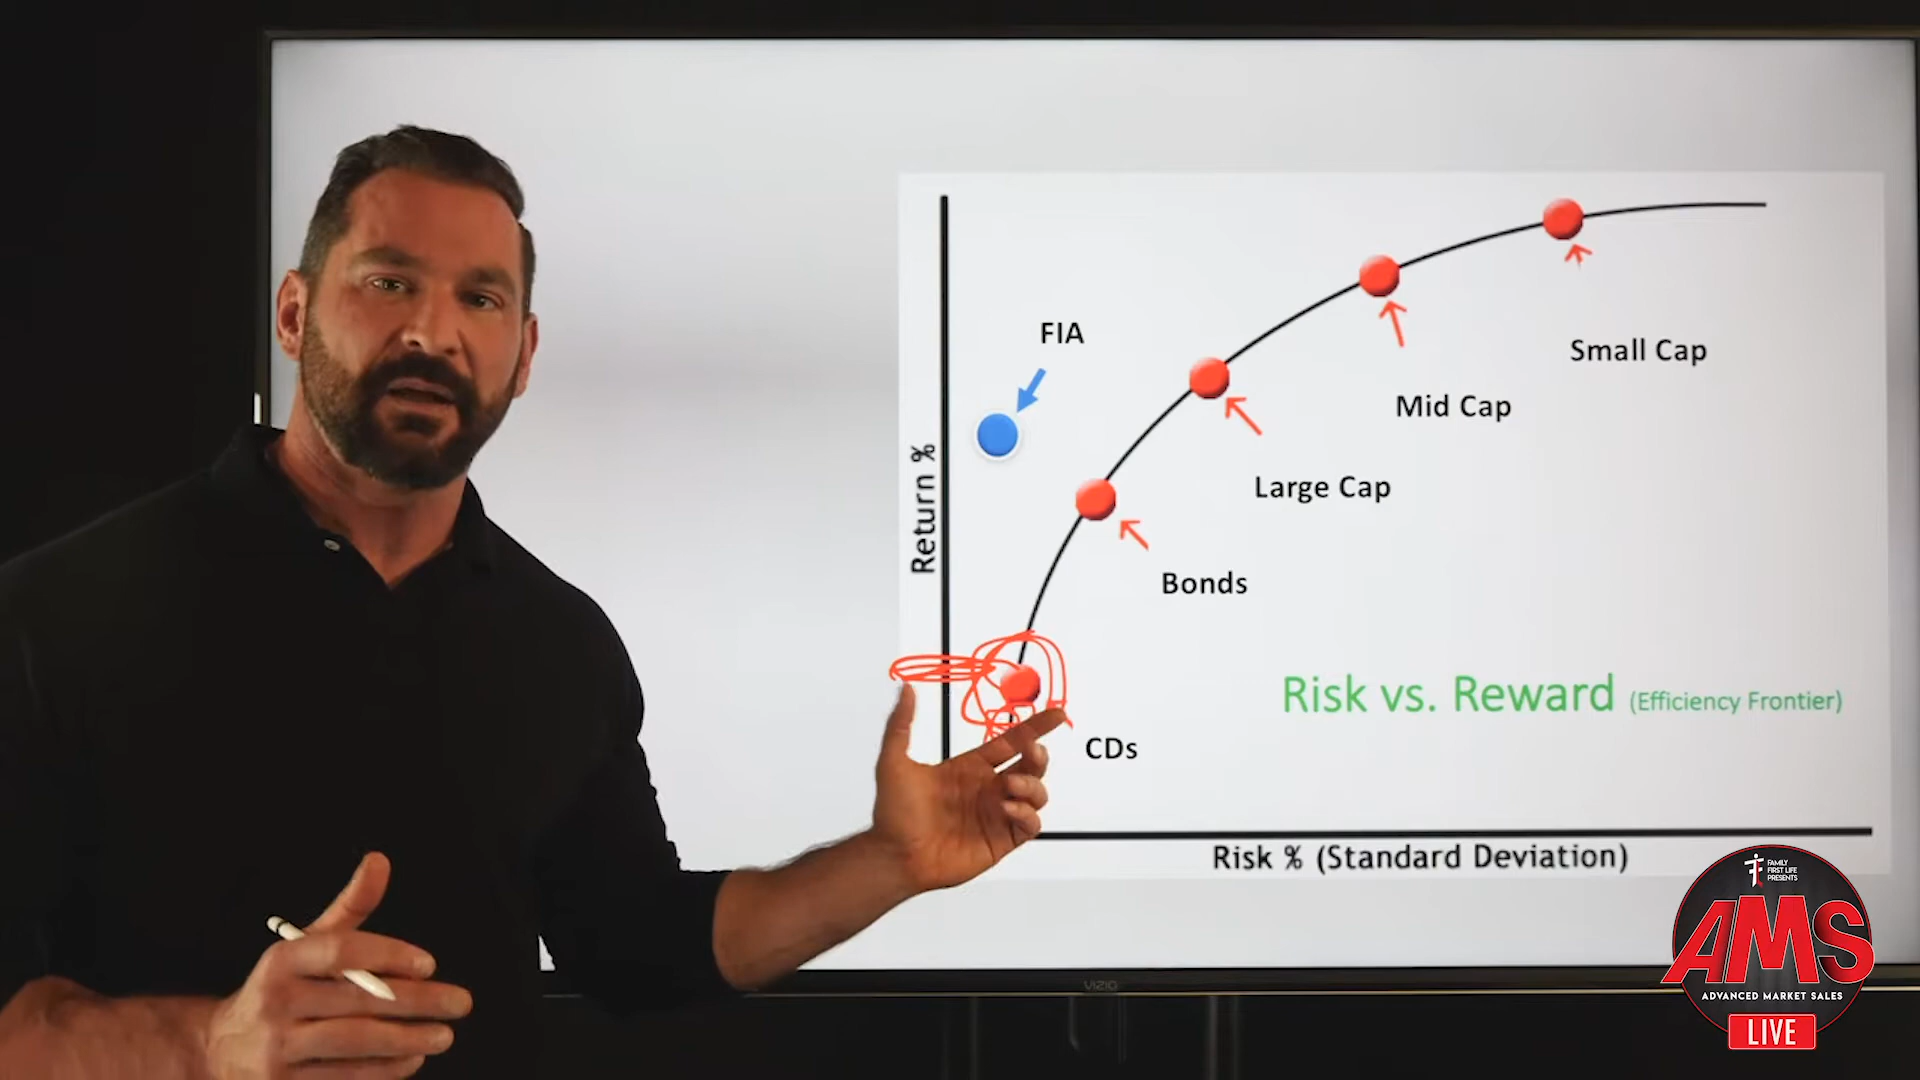 FIA
Small Cap
Mid Cap
Large Cap
Return %
Bonds
Risk vs. Reward (Efficiency Frontier)
CDs
Risk % (Standard Deviation)
FAMILY
FIRST LIFE
PRESENTS
AMS
ADVANCED MARKET SALES
LIVE
VIZIO